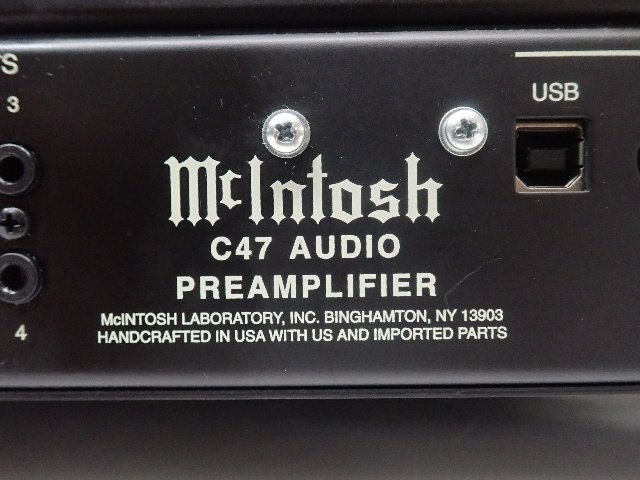 3
USB
McIntosh
C47 AUDIO
PREAMPLIFIER
McINTOSH LABORATORY, INC. BINGHAMTON, NY 13903
4
HANDCRAFTED IN USA WITH US AND IMPORTED PARTS